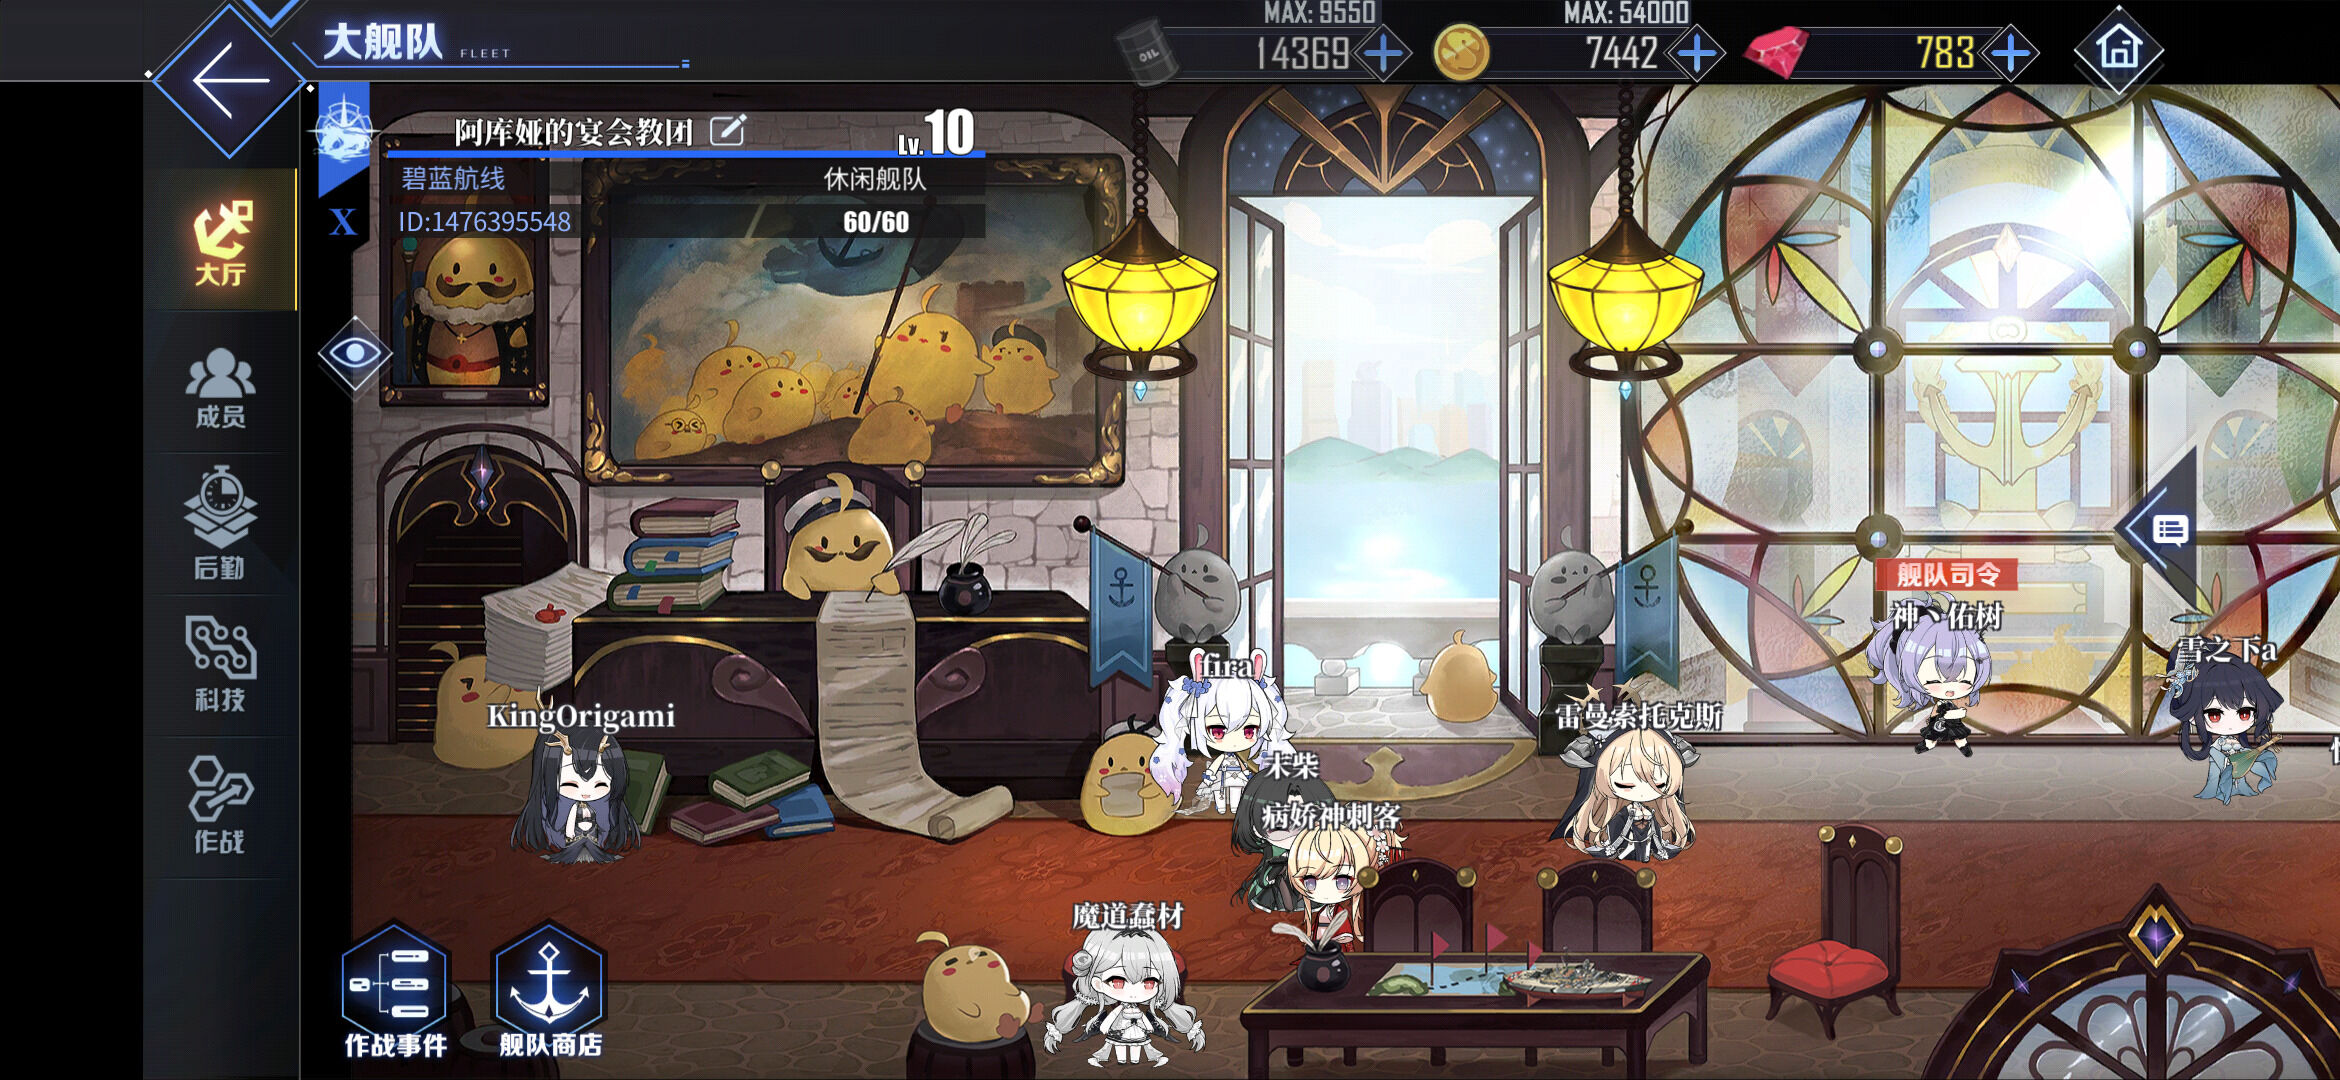 大舰队 FLEET
MAX: 9550
14369
MAX: 54000
7442
783
OIL
阿库娅的宴会教团
Lv.10
碧蓝航线
休闲舰队
X
ID:1476395548
60/60
大厅
成员
后勤
科技
作战
舰队司令
神丶佑树
雪之下a
fira
KingOrigami
雷曼索托克斯
末柴
病娇神刺客
魔道蠢材
作战事件
舰队商店